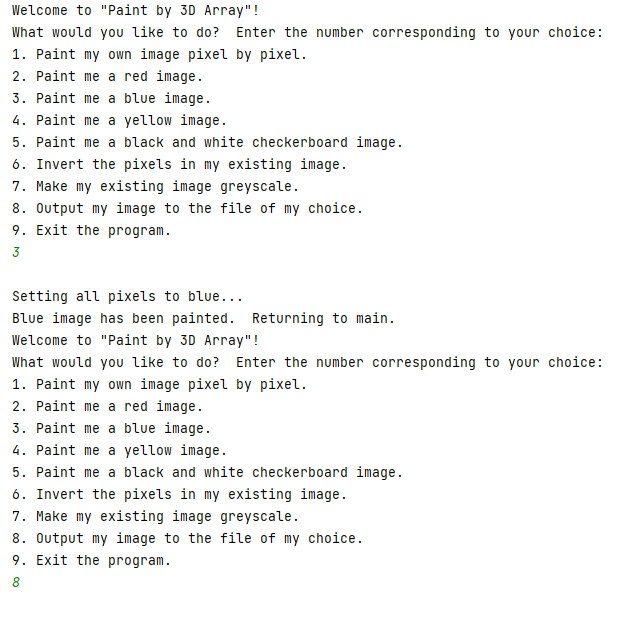 Welcome to "Paint by 3D Array"!
What would you like to do?  Enter the number corresponding to your choice:
1. Paint my own image pixel by pixel.
2. Paint me a red image.
3. Paint me a blue image.
4. Paint me a yellow image.
5. Paint me a black and white checkerboard image.
6. Invert the pixels in my existing image.
7. Make my existing image greyscale.
8. Output my image to the file of my choice.
9. Exit the program.
3
Setting all pixels to blue...
Blue image has been painted.  Returning to main.
Welcome to "Paint by 3D Array"!
What would you like to do?  Enter the number corresponding to your choice:
1. Paint my own image pixel by pixel.
2. Paint me a red image.
3. Paint me a blue image.
4. Paint me a yellow image.
5. Paint me a black and white checkerboard image.
6. Invert the pixels in my existing image.
7. Make my existing image greyscale.
8. Output my image to the file of my choice.
9. Exit the program.
8